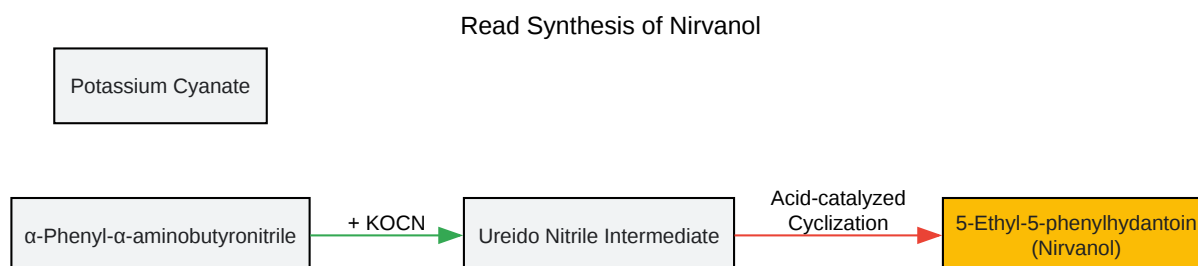 Read Synthesis of Nirvanol
Potassium Cyanate
α-Phenyl-α-aminobutyronitrile
+ KOCN
Ureido Nitrile Intermediate
Acid-catalyzed
Cyclization
5-Ethyl-5-phenylhydantoin
(Nirvanol)